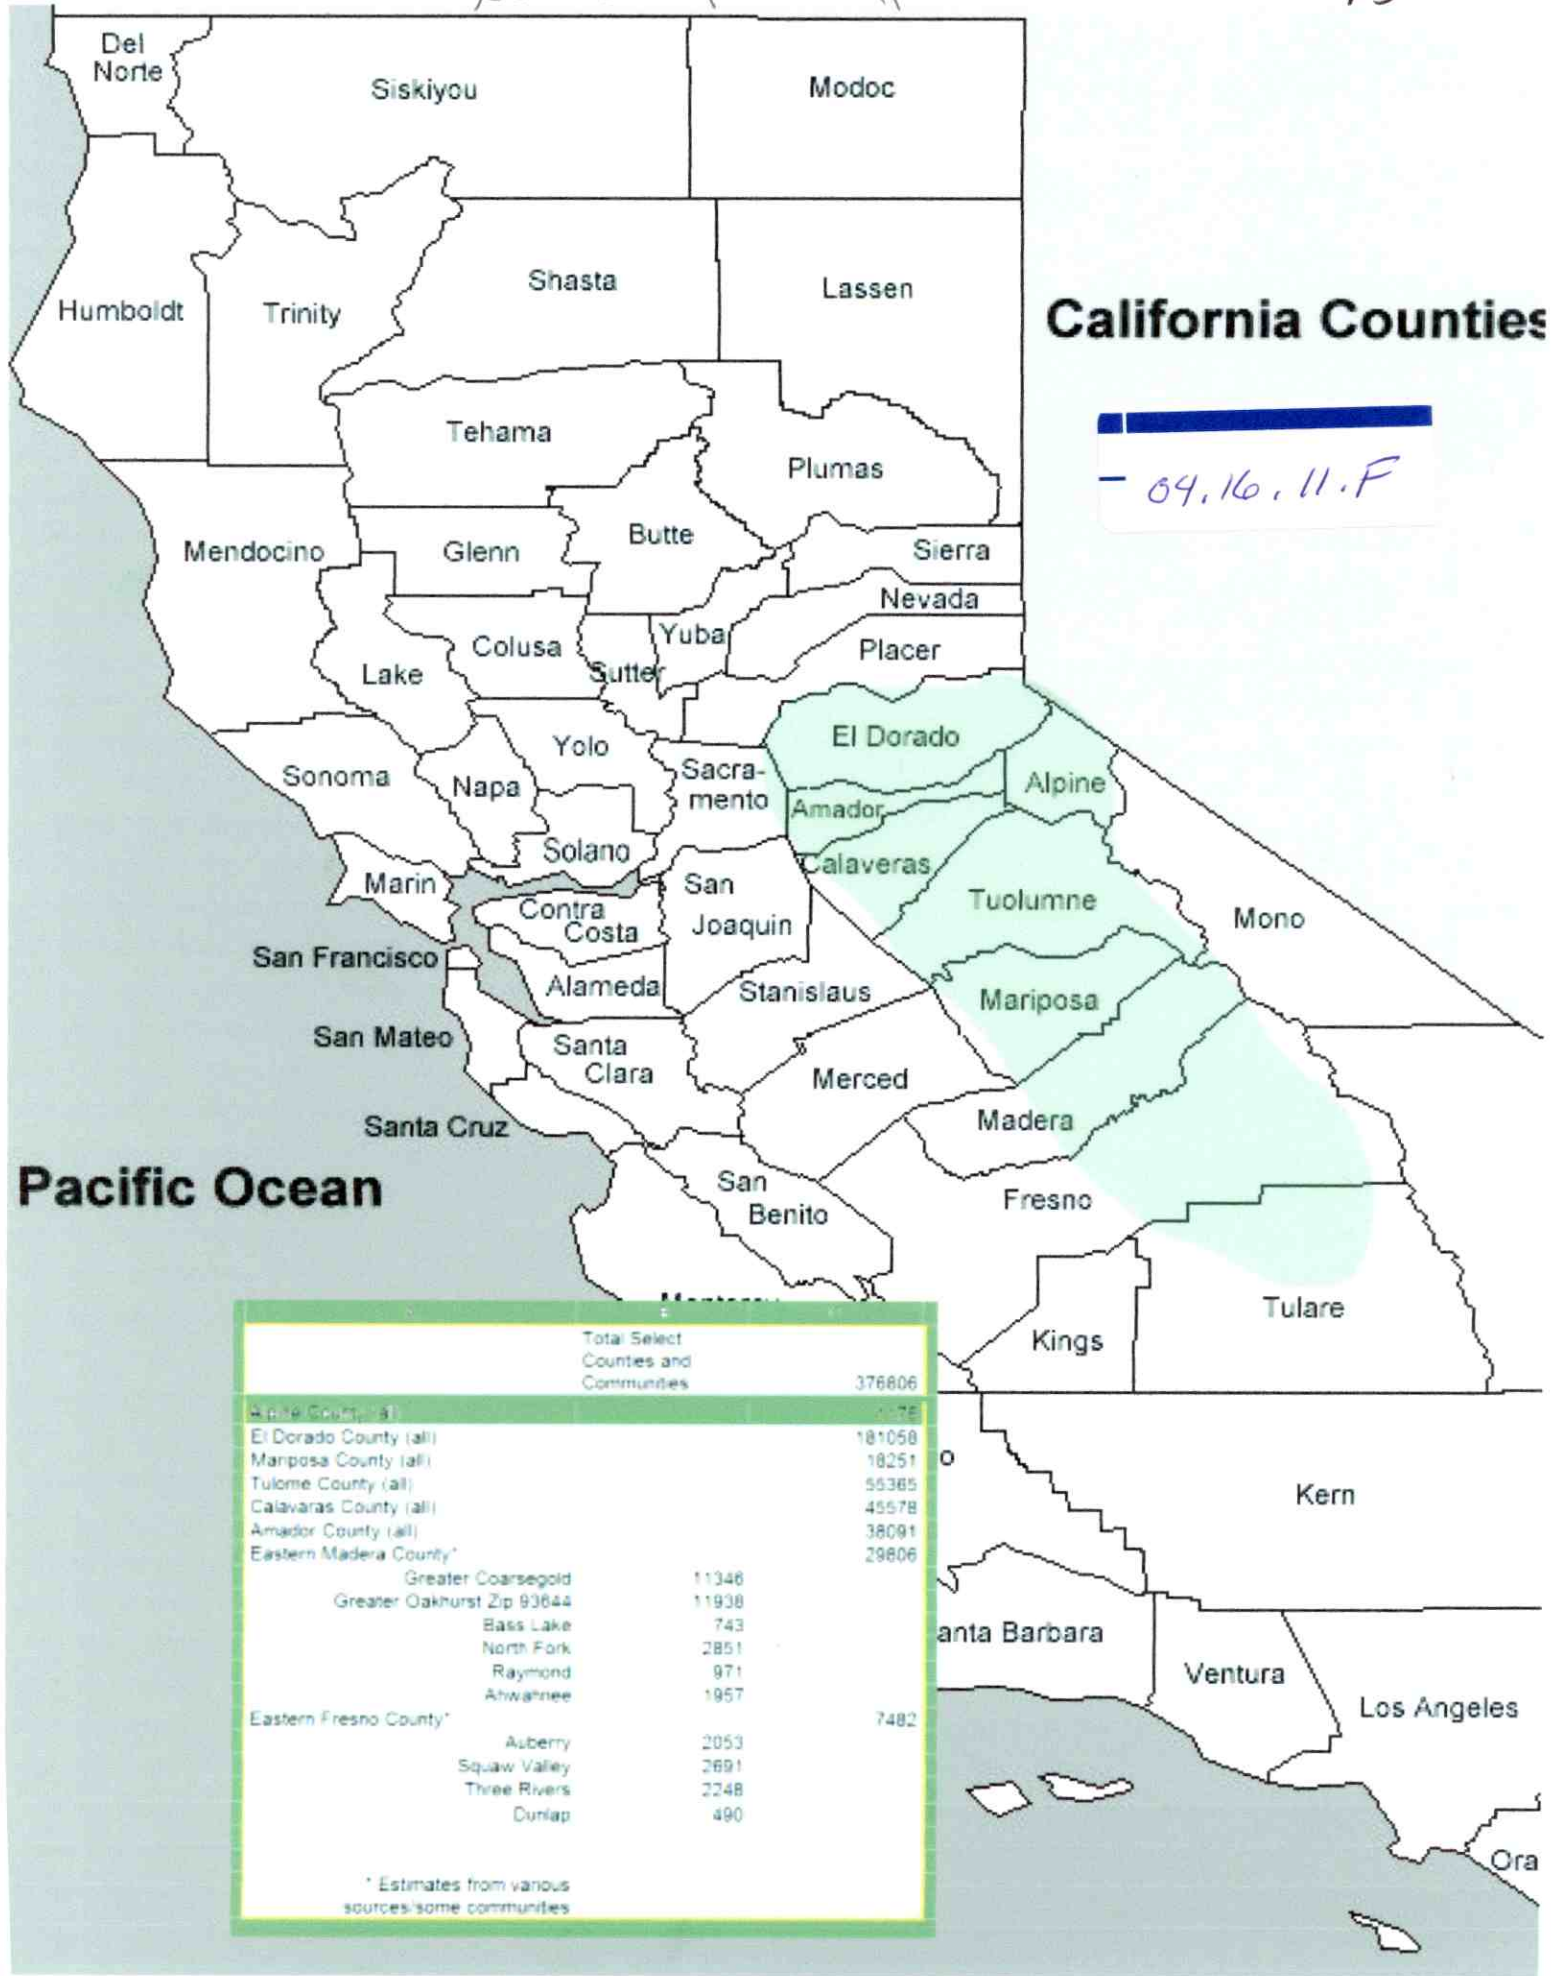 Del
Norte
Siskiyou
Modoc
Shasta
Lassen
Humboldt
Trinity
California Counties
Tehama
Plumas
04.16.11.F
Butte
Mendocino
Glenn
Sierra
Nevada
Yuba
Colusa
Placer
Sutter
Lake
El Dorado
Yolo
Sonoma
Napa
Sacra-
mento
Alpine
Amador
Solano
Calaveras
Marin
San
Joaquin
Tuolumne
Contra
Costa
Mono
San Francisco
Alameda
Stanislaus
Mariposa
San Mateo
Santa
Clara
Merced
Madera
Santa Cruz
Pacific Ocean
San
Benito
Fresno
Monterey
Tulare
Kings
Total Select
Counties and
Communities 376806
Alpine County (all)
El Dorado County (all) 181058
Mariposa County (all) 18251
Tulome County (all) 55365
Calavaras County (all) 45578
Amador County (all) 38091
Eastern Madera County* 29806
Greater Coarsegold 11346
Greater Oakhurst Zip 93644 11938
Bass Lake 743
North Fork 2851
Raymond 971
Ahwahnee 1957
Eastern Fresno County* 7482
Auberry 2053
Squaw Valley 2691
Three Rivers 2248
Dunlap 490
* Estimates from various
sources/some communities
o
Kern
anta Barbara
Ventura
Los Angeles
Ora